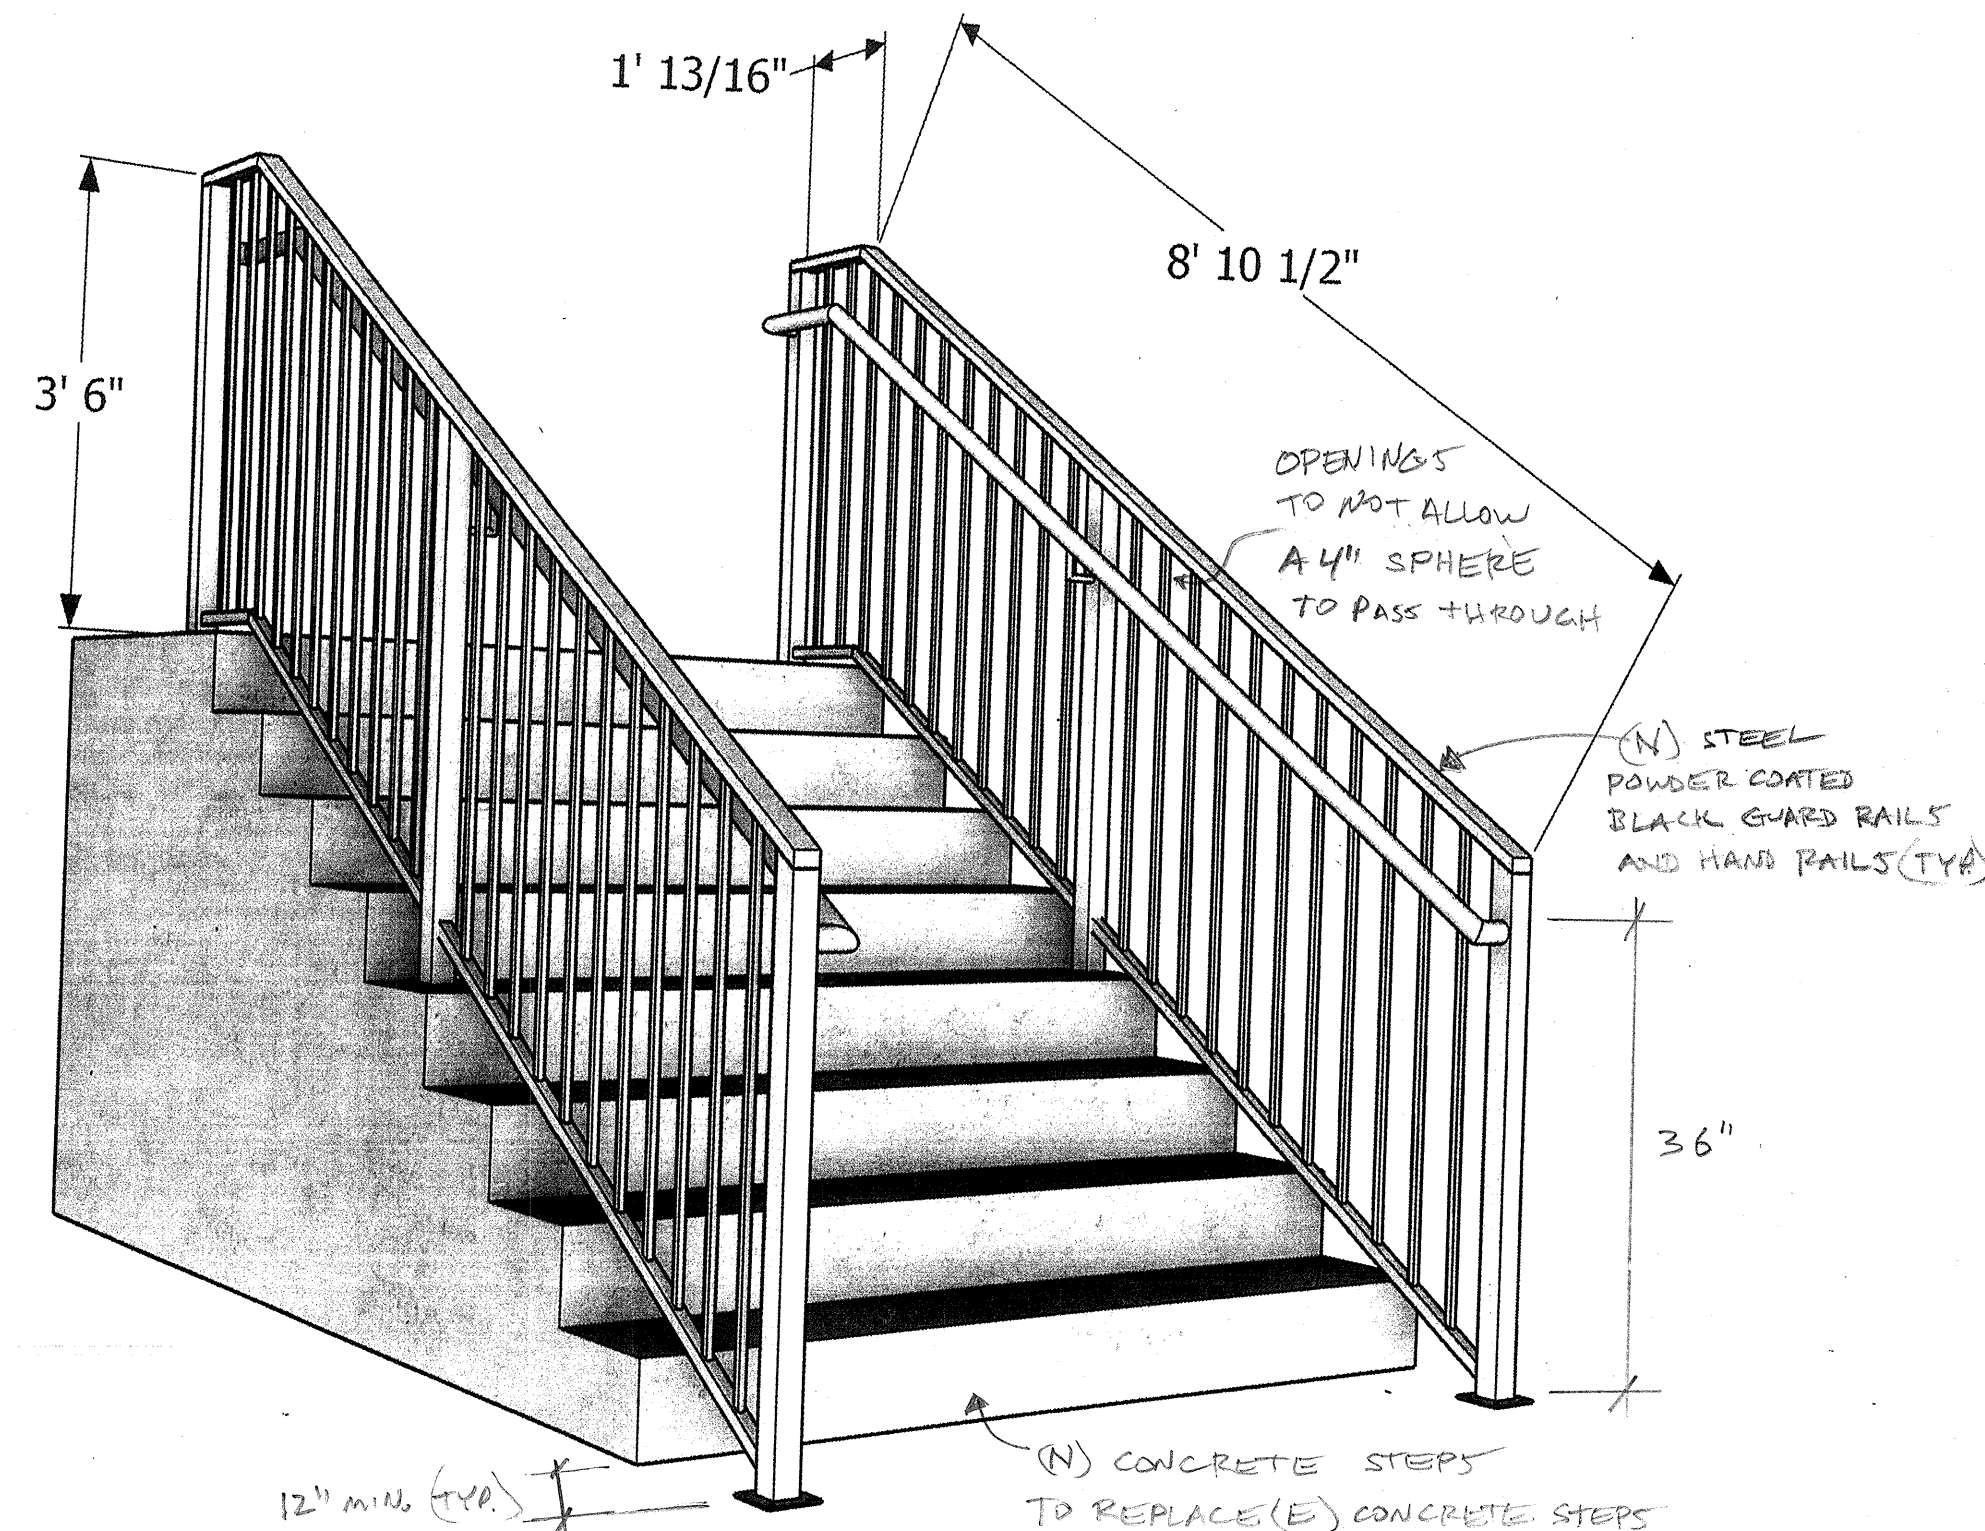 1' 13/16"
8' 10 1/2"
3' 6"
OPENINGS
TO NOT ALLOW
A 4" SPHERE
TO PASS THROUGH
(N) STEEL
POWDER COATED
BLACK GUARD RAILS
AND HAND RAILS (TYP.)
36"
(N) CONCRETE STEPS
TO REPLACE (E) CONCRETE STEPS
12" MIN. (TYP.)